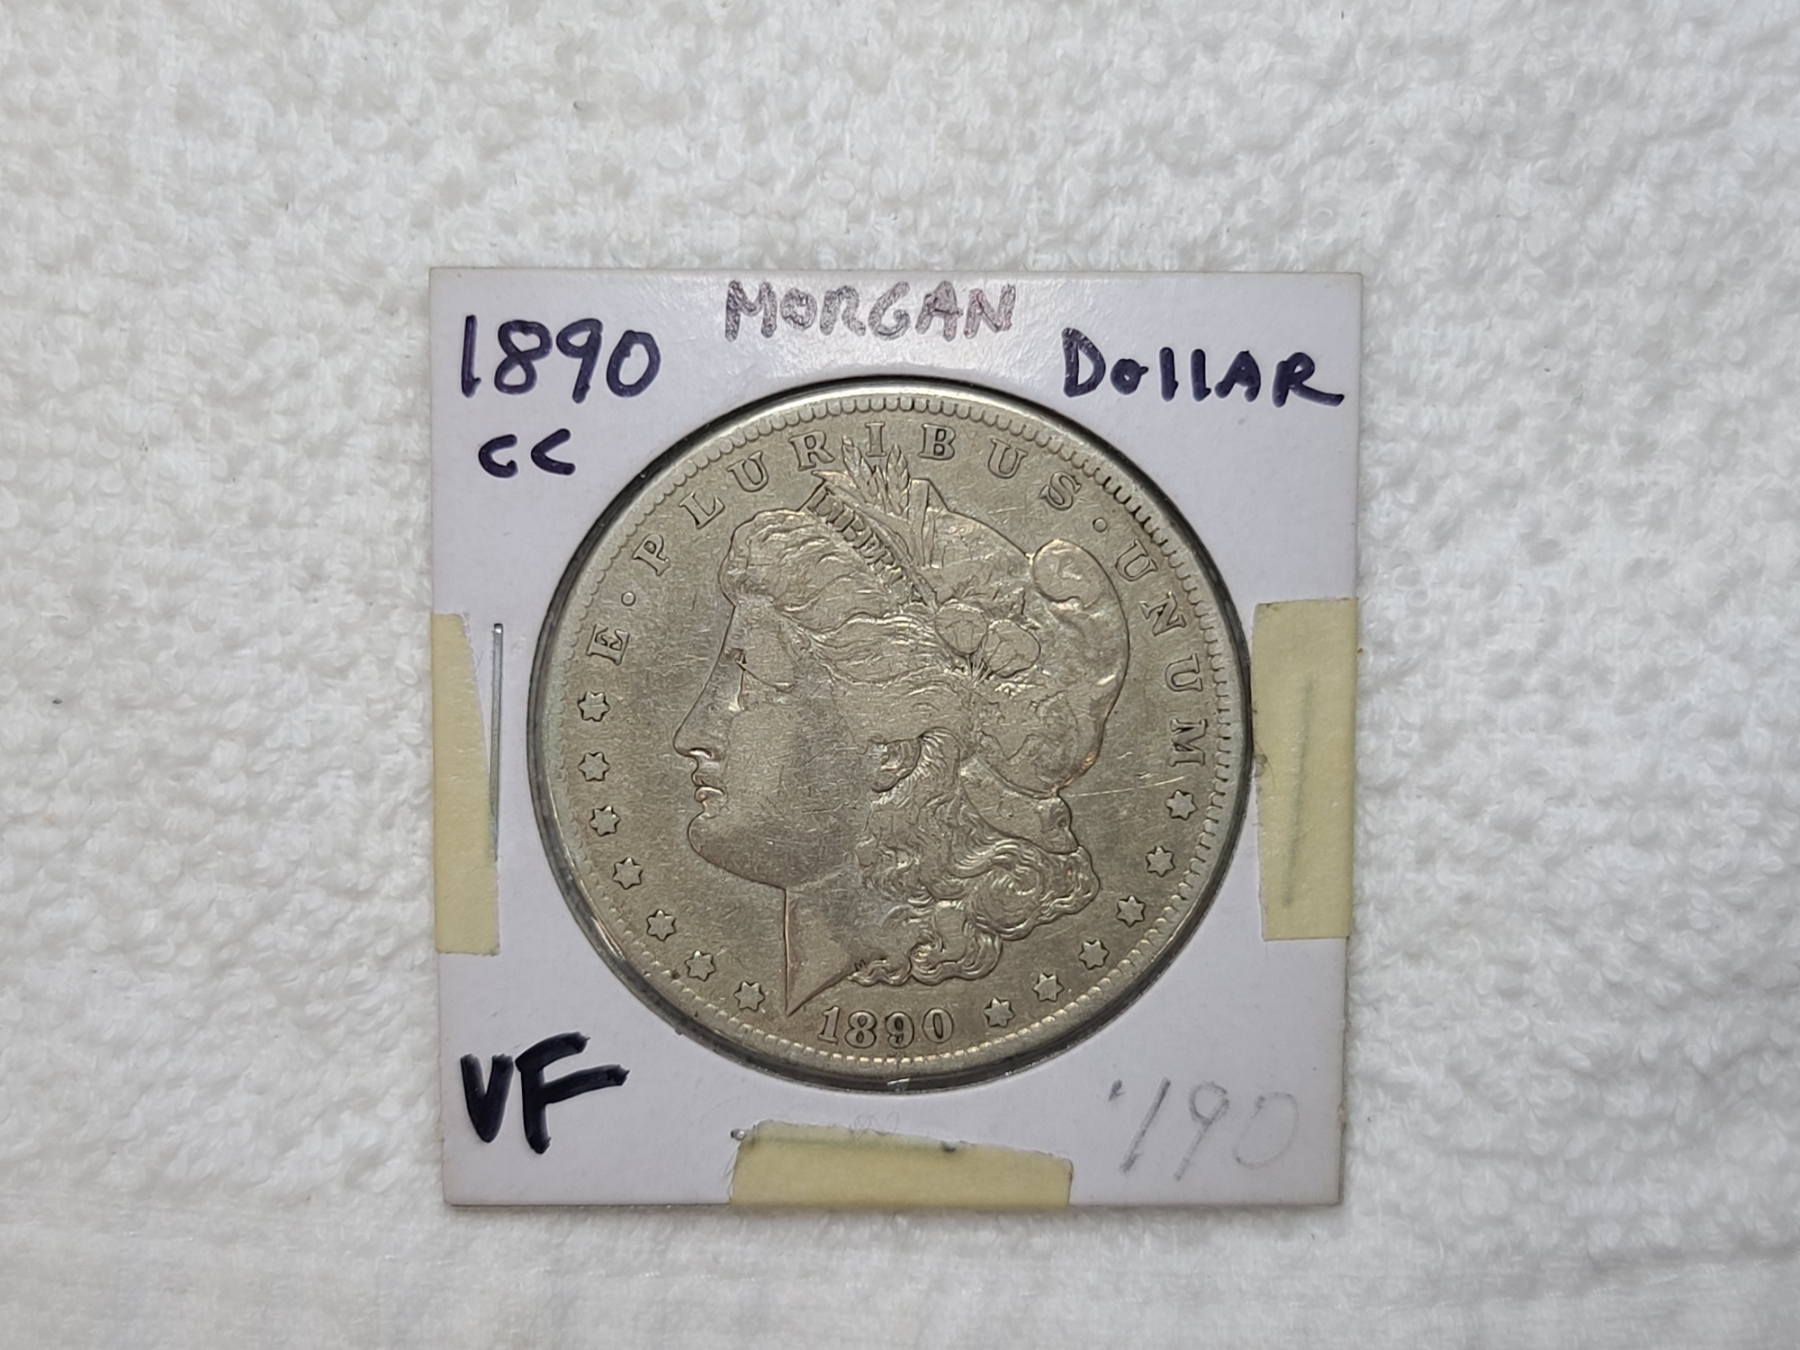 MORGAN
1890 DollAR
CC
E · PLURIBUS · UNUM
LIBERTY
1890
VF
'190